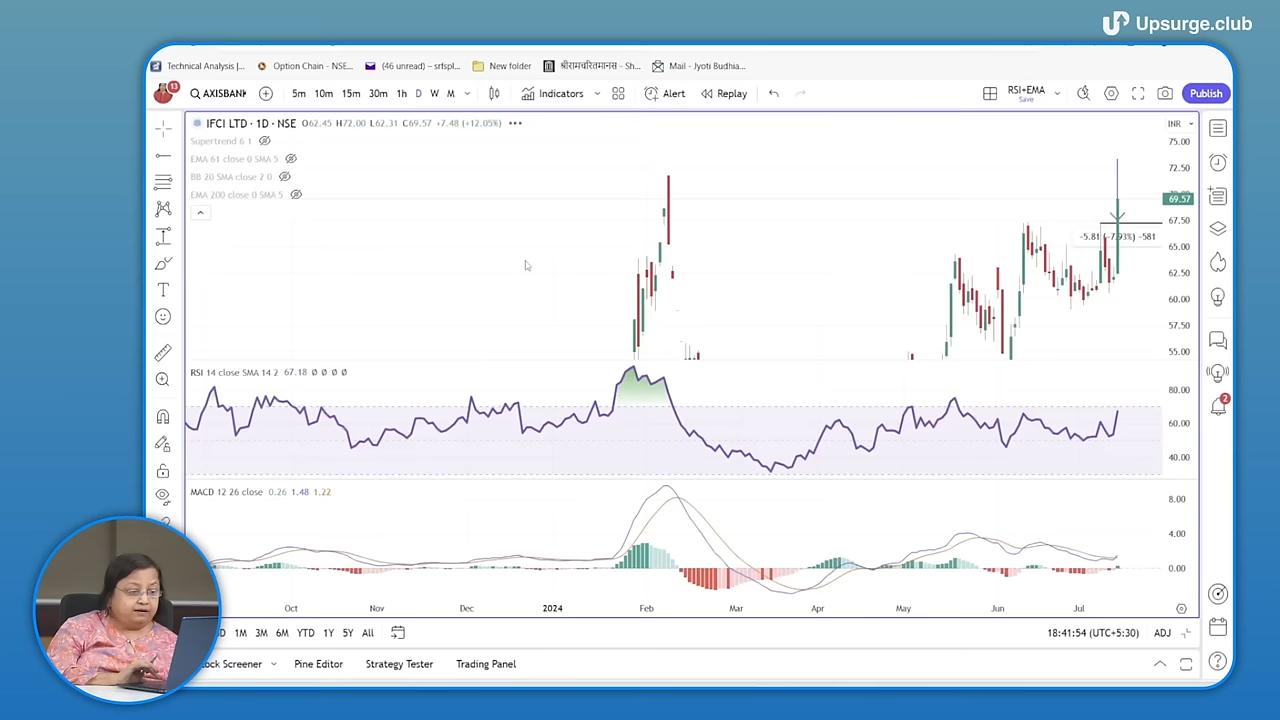 Upsurge.club
Technical Analysis |... Option Chain - NSE... (46 unread) - srfspl... New folder श्रीरामचरितमानस - Sh... Mail - Jyoti Budhia...
13 AXISBANK 5m 10m 15m 30m 1h D W M Indicators Alert Replay RSI+EMA Save Publish
IFCI LTD · 1D · NSE O62.45 H72.00 L62.31 C69.57 +7.48 (+12.05%) INR
Supertrend 6 1
EMA 61 close 0 SMA 5
BB 20 SMA close 2 0
EMA 200 close 0 SMA 5
75.00
72.50
69.57
67.50
65.00
-5.81 (-7.93%) -581
62.50
60.00
57.50
55.00
RSI 14 close SMA 14 2 67.18 Ø Ø Ø Ø
80.00
60.00
40.00
2
MACD 12 26 close 0.26 1.48 1.22
8.00
4.00
0.00
Oct Nov Dec 2024 Feb Mar Apr May Jun Jul
1M 3M 6M YTD 1Y 5Y All 18:41:54 (UTC+5:30) ADJ
Screener Pine Editor Strategy Tester Trading Panel